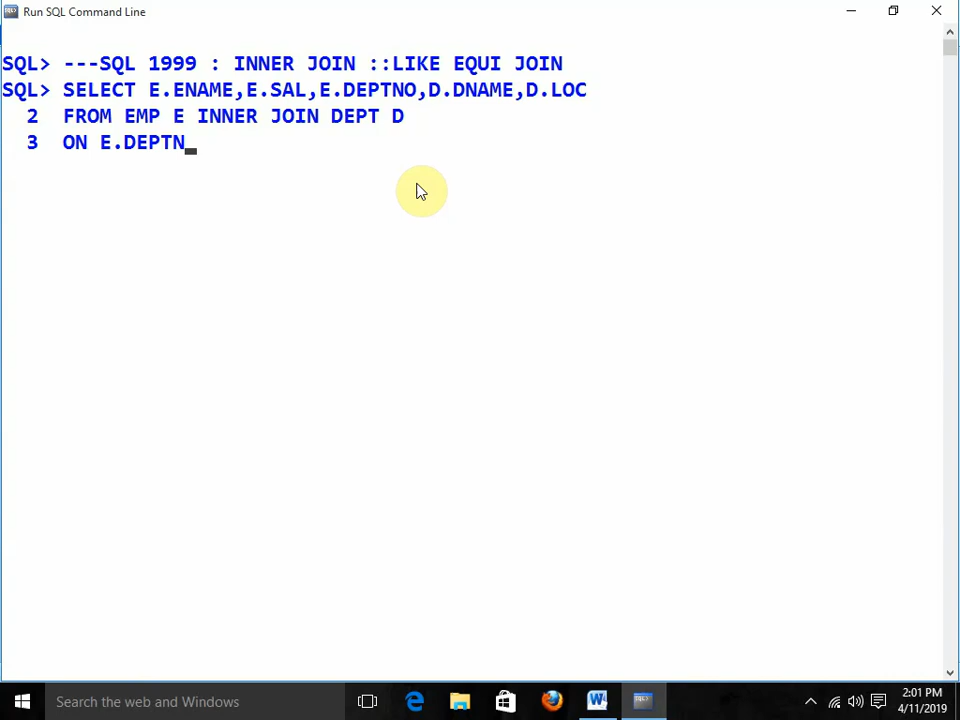 Run SQL Command Line
SQL> ---SQL 1999 : INNER JOIN ::LIKE EQUI JOIN
SQL> SELECT E.ENAME,E.SAL,E.DEPTNO,D.DNAME,D.LOC
2 FROM EMP E INNER JOIN DEPT D
3 ON E.DEPTN_
Search the web and Windows
2:01 PM
4/11/2019